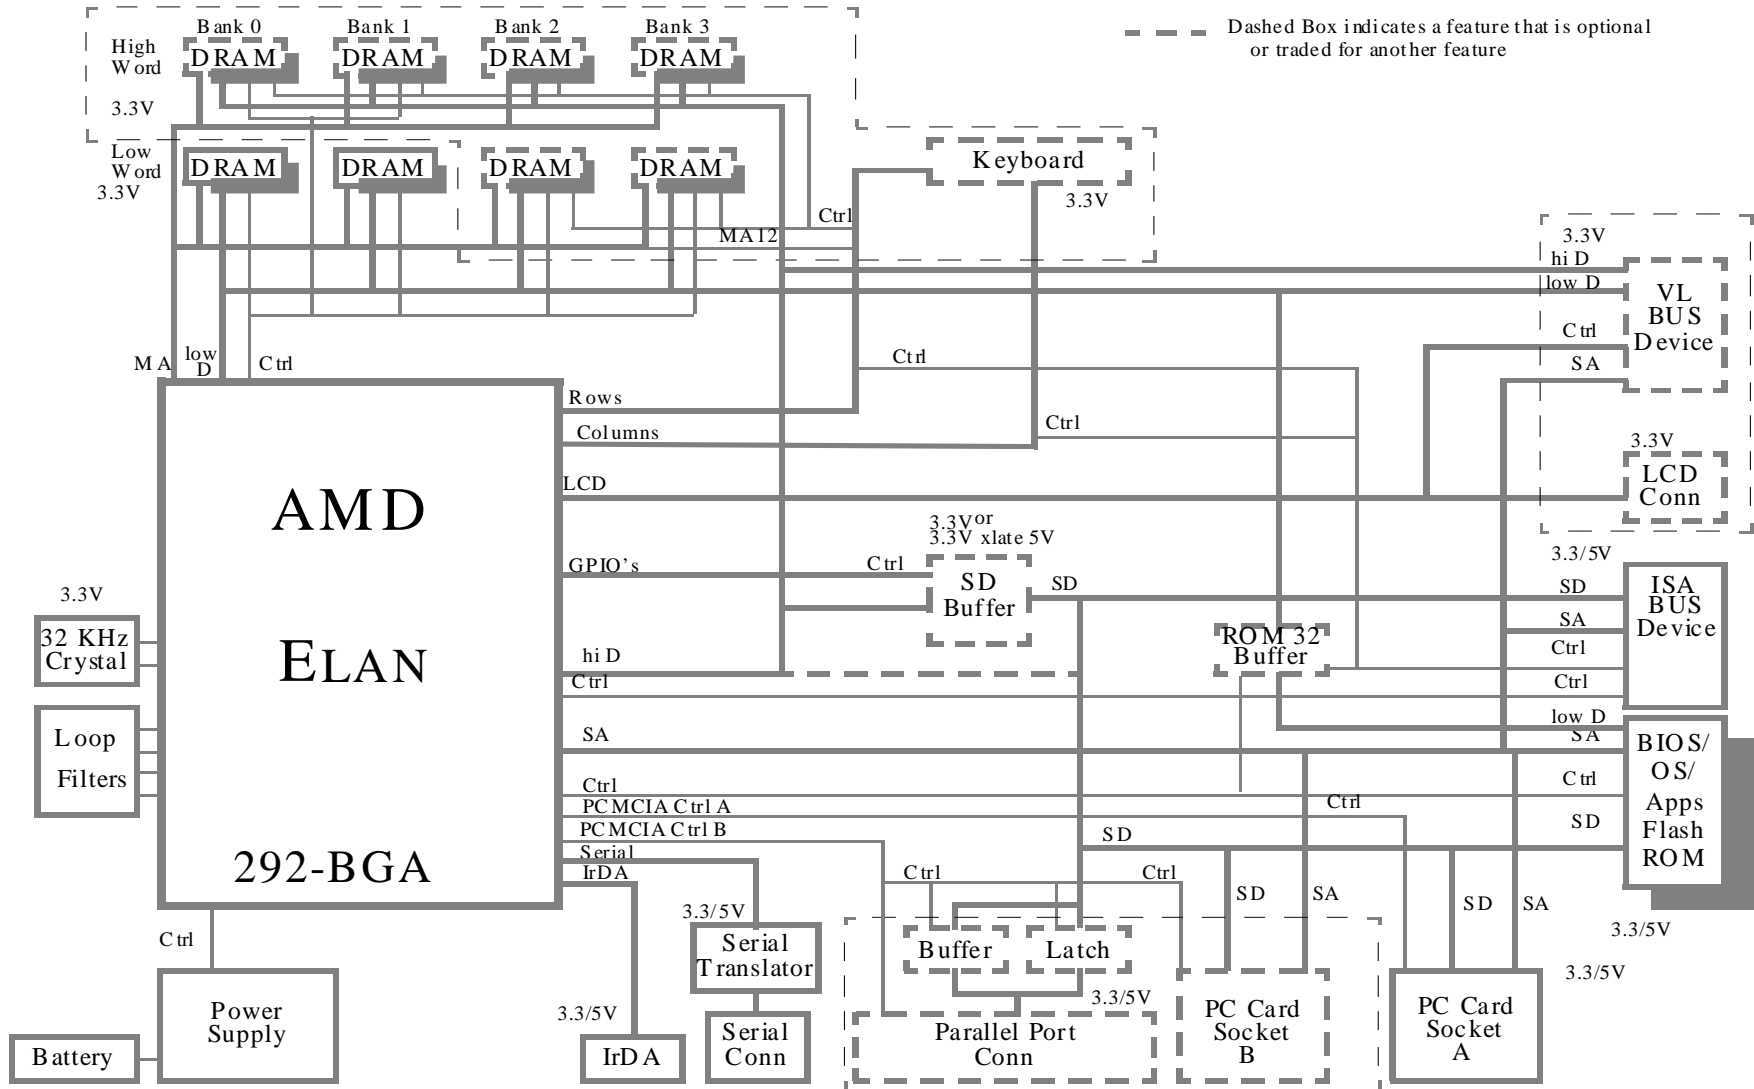 Bank 0
Bank 1
Bank 2
Bank 3
Dashed Box indicates a feature that is optional
or traded for another feature
High
Word
DRAM
DRAM
DRAM
DRAM
3.3V
Low
Word
3.3V
DRAM
DRAM
DRAM
DRAM
Keyboard
3.3V
Ctrl
MA12
3.3V
hi D
low D
VL
BUS
Device
Ctrl
SA
MA
low
D
Ctrl
Ctrl
Rows
Columns
Ctrl
3.3V
LCD
Conn
LCD
AMD
ELAN
292-BGA
3.3V or
3.3V xlate 5V
GPIO's
Ctrl
SD
Buffer
SD
3.3/5V
SD
ISA
BUS
Device
SA
Ctrl
Ctrl
3.3V
32 KHz
Crystal
ROM 32
Buffer
hi D
Ctrl
Loop
Filters
SA
low D
SA
BIOS/
OS/
Apps
Flash
ROM
Ctrl
SD
3.3/5V
Ctrl
PCMCIA Ctrl A
PCMCIA Ctrl B
Serial
IrDA
Ctrl
SD
Ctrl
Ctrl
SD
SA
SD
SA
Ctrl
3.3/5V
Serial
Translator
Buffer
Latch
3.3/5V
3.3/5V
Power
Supply
Battery
3.3/5V
IrDA
Serial
Conn
Parallel Port
Conn
PC Card
Socket
B
PC Card
Socket
A